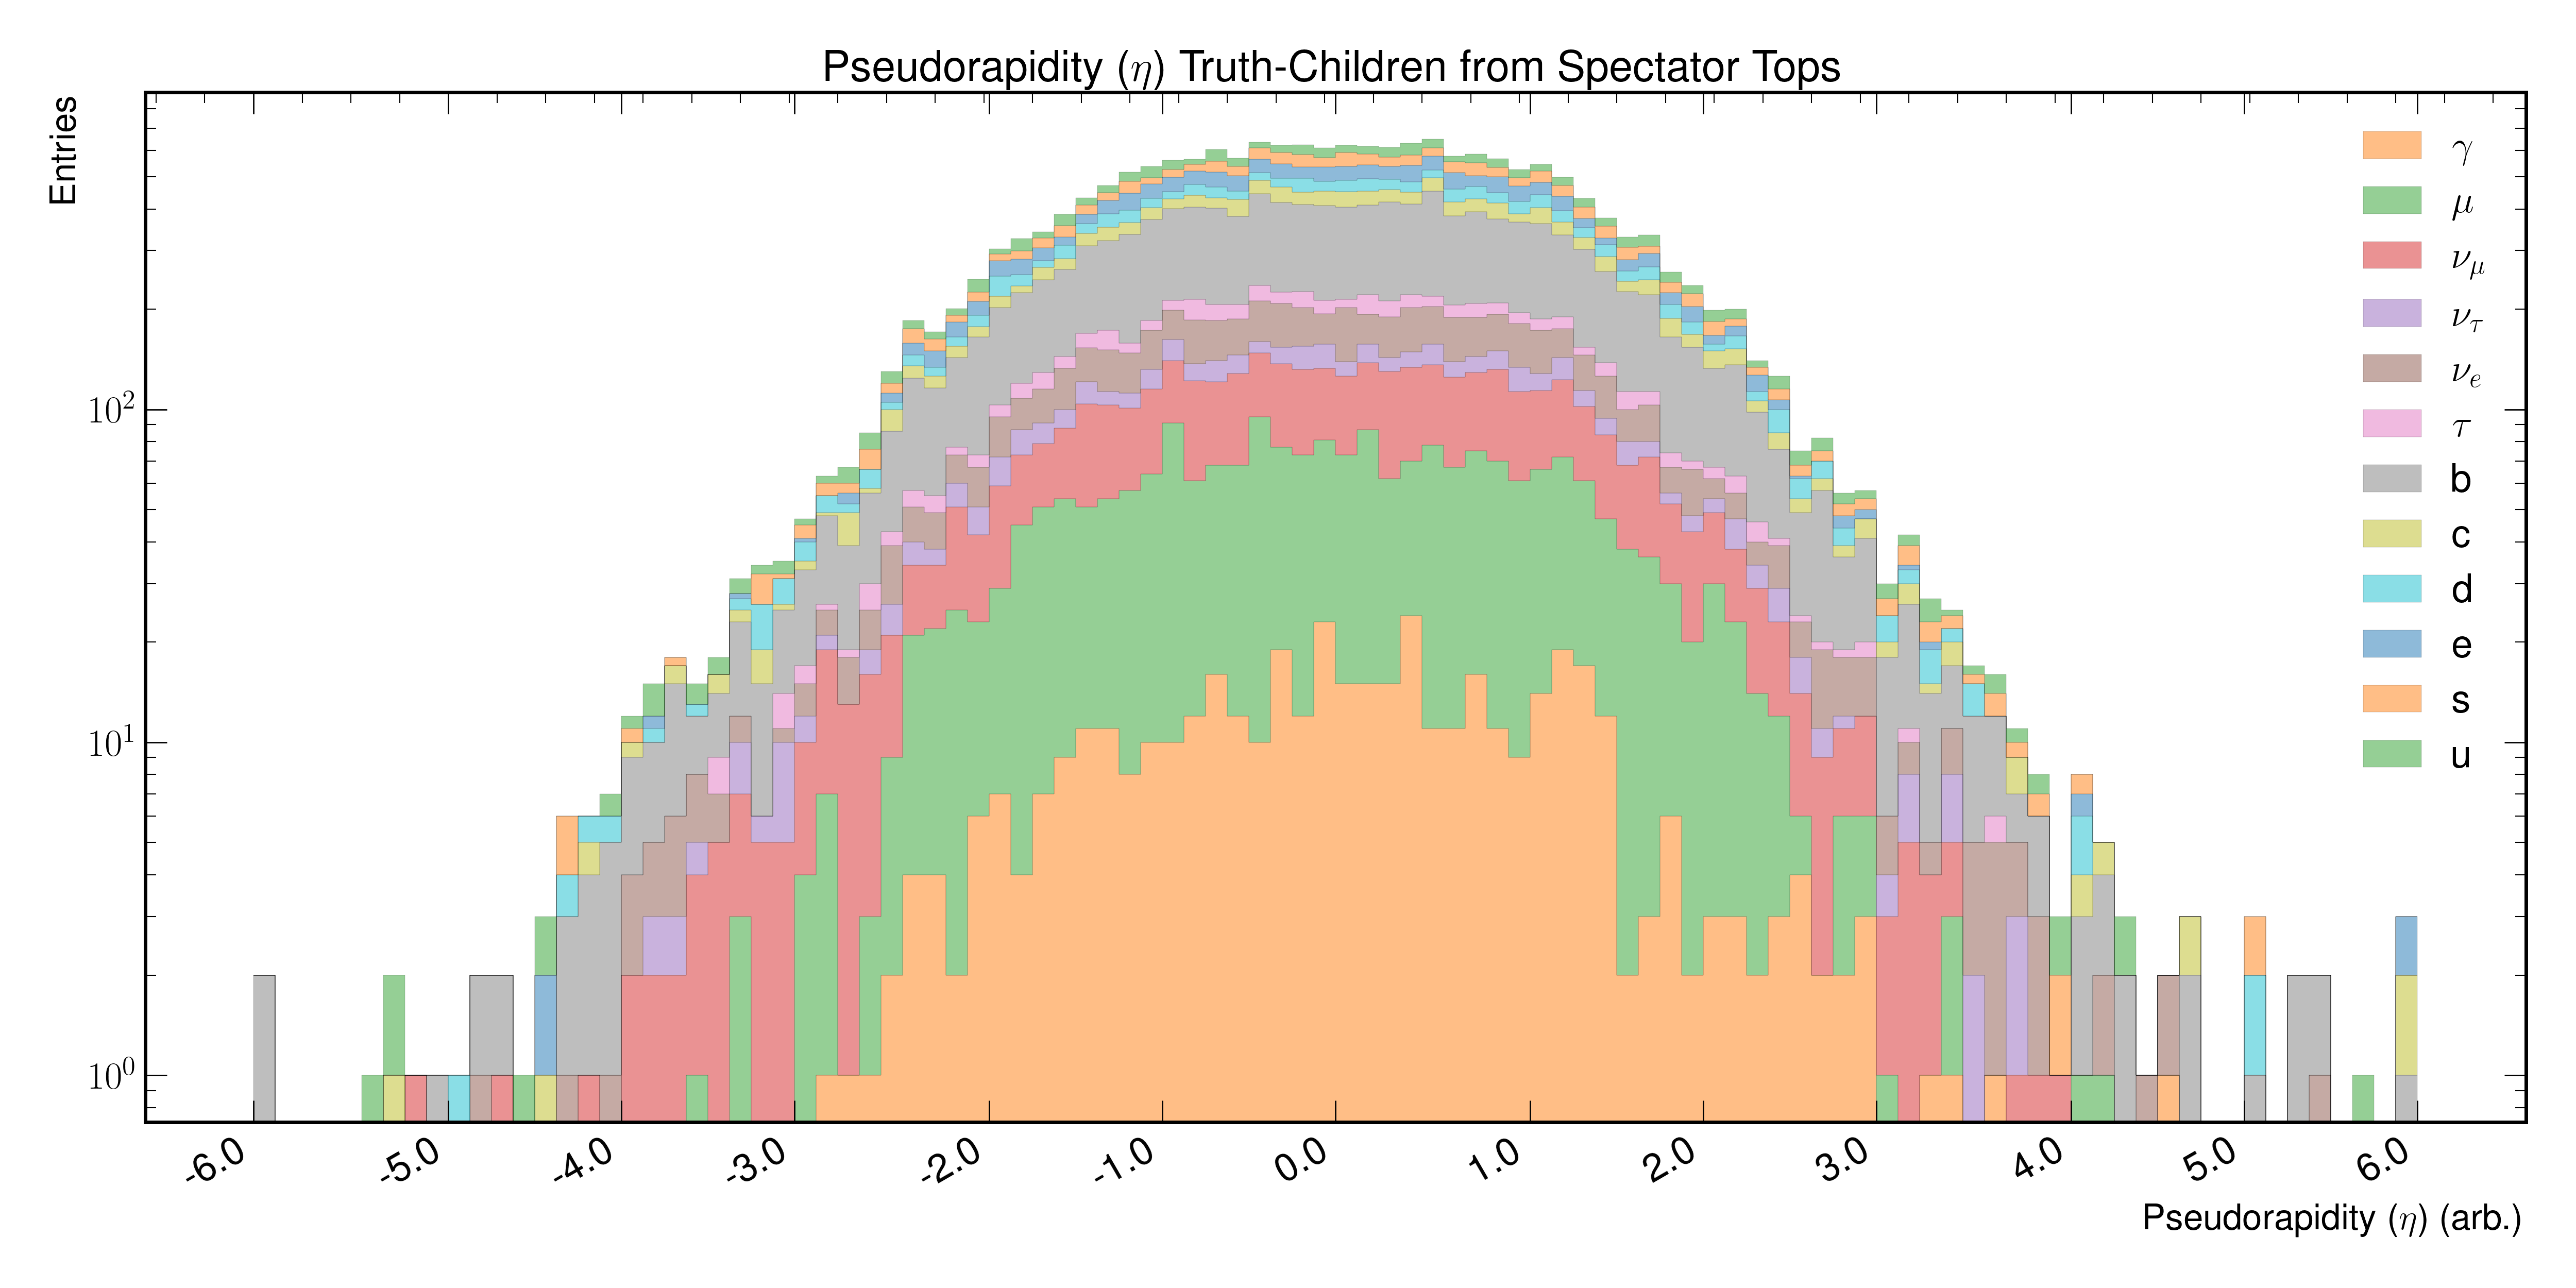 Pseudorapidity (η) Truth-Children from Spectator Tops
Entries
10²
10¹
10⁰
γ
μ
ν_μ
ν_τ
ν_e
τ
b
c
d
e
s
u
-6.0 -5.0 -4.0 -3.0 -2.0 -1.0 0.0 1.0 2.0 3.0 4.0 5.0 6.0
Pseudorapidity (η) (arb.)